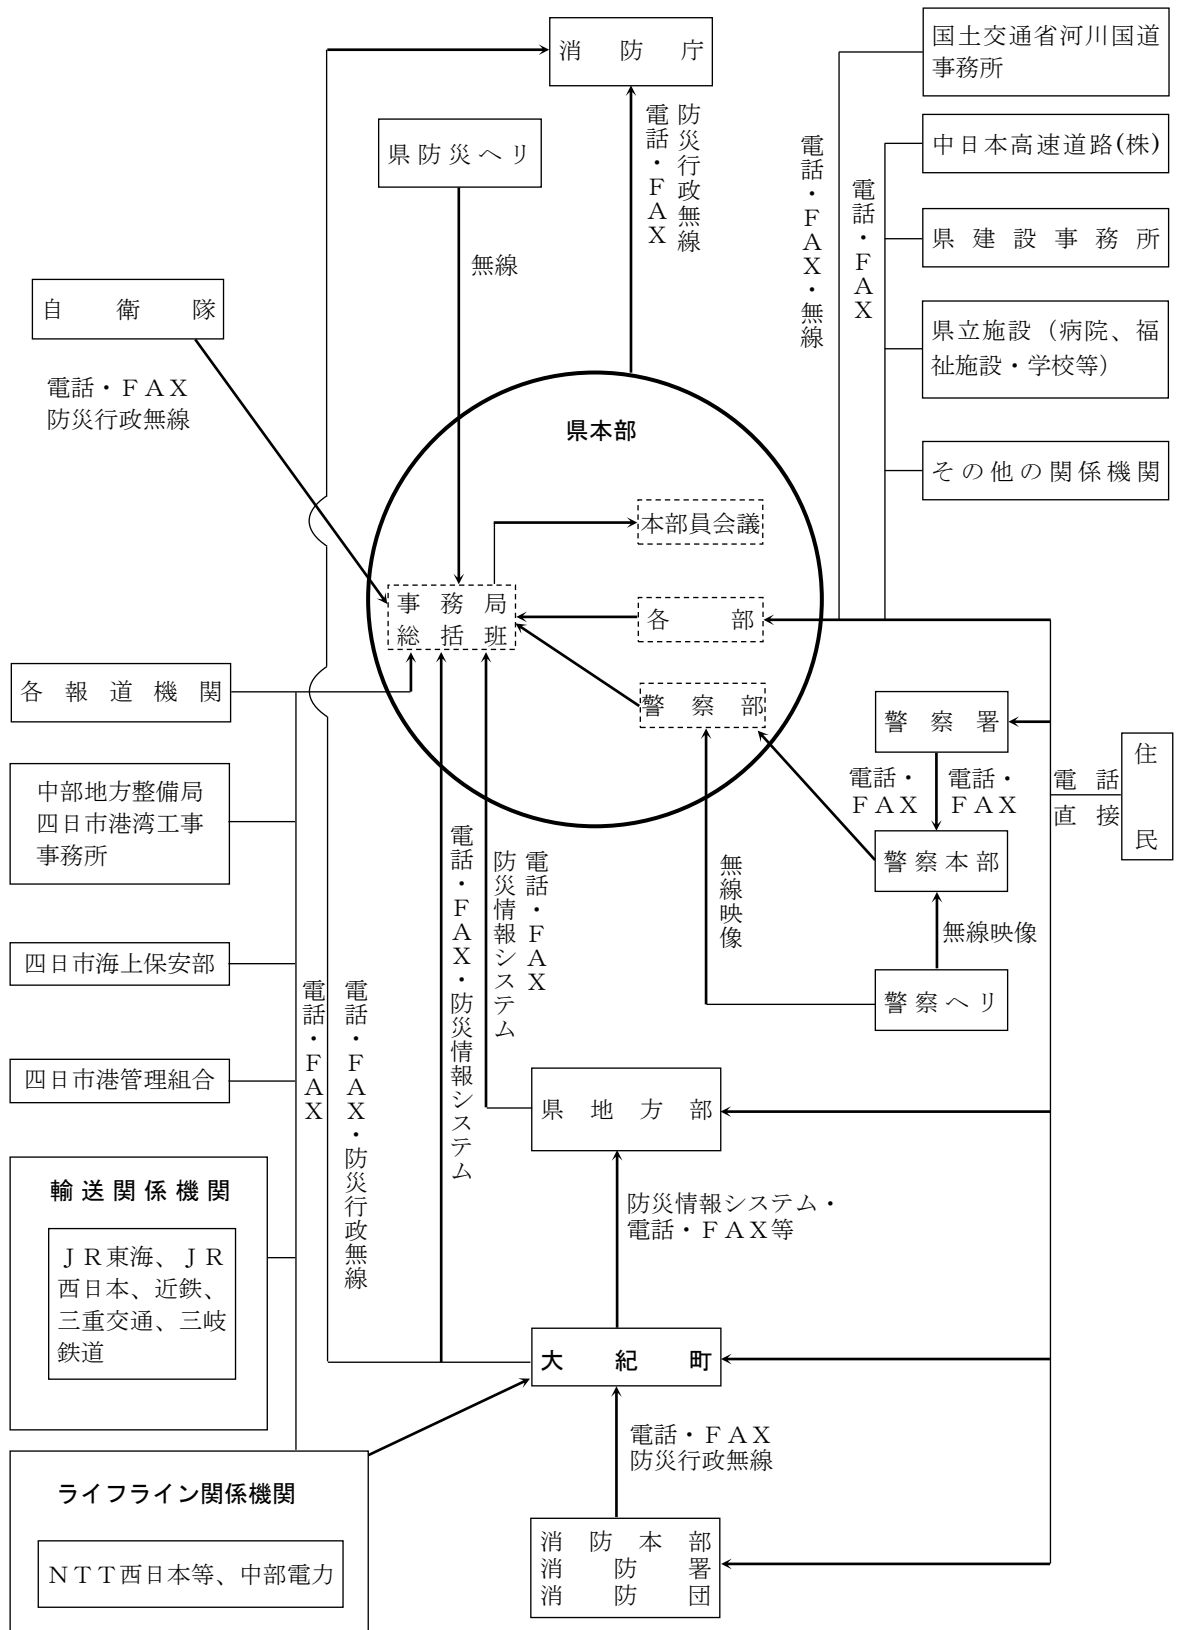 消防庁
国土交通省河川国道
事務所
電話・ＦＡＸ
防災行政無線
県防災ヘリ
中日本高速道路(株)
電話・ＦＡＸ・無線
電話・ＦＡＸ
県建設事務所
無線
自衛隊
県立施設（病院、福
祉施設・学校等）
電話・ＦＡＸ
防災行政無線
県本部
その他の関係機関
本部員会議
事務局
総括班
各部
各報道機関
警察部
警察署
住民
電話・
ＦＡＸ
電話・
ＦＡＸ
電話
直接
中部地方整備局
四日市港湾工事
事務所
警察本部
電話・ＦＡＸ・防災情報システム
防災情報システム
電話・ＦＡＸ
無線映像
無線映像
四日市海上保安部
警察ヘリ
電話・ＦＡＸ
電話・ＦＡＸ・防災行政無線
四日市港管理組合
県地方部
輸送関係機関
ＪＲ東海、ＪＲ
西日本、近鉄、
三重交通、三岐
鉄道
防災情報システム・
電話・ＦＡＸ等
大紀町
電話・ＦＡＸ
防災行政無線
ライフライン関係機関
ＮＴＴ西日本等、中部電力
消防本部
消防署
消防団